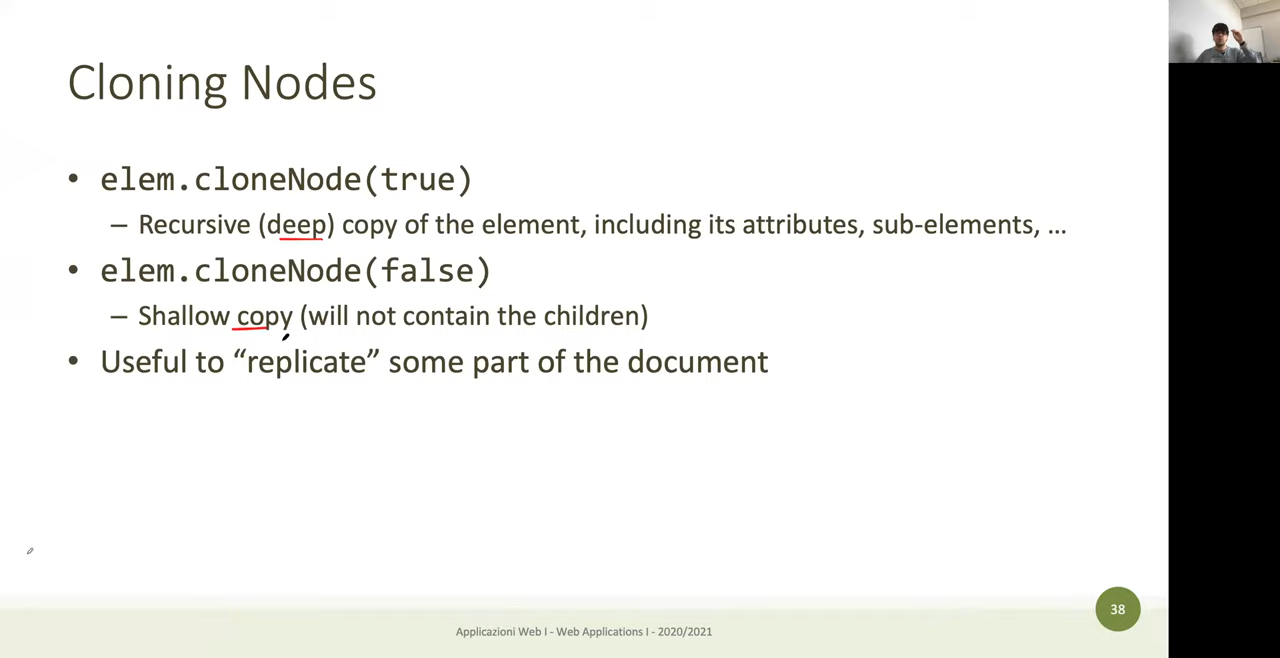 Cloning Nodes
• elem.cloneNode(true)
– Recursive (deep) copy of the element, including its attributes, sub-elements, …
• elem.cloneNode(false)
– Shallow copy (will not contain the children)
• Useful to “replicate” some part of the document
38
Applicazioni Web I - Web Applications I - 2020/2021